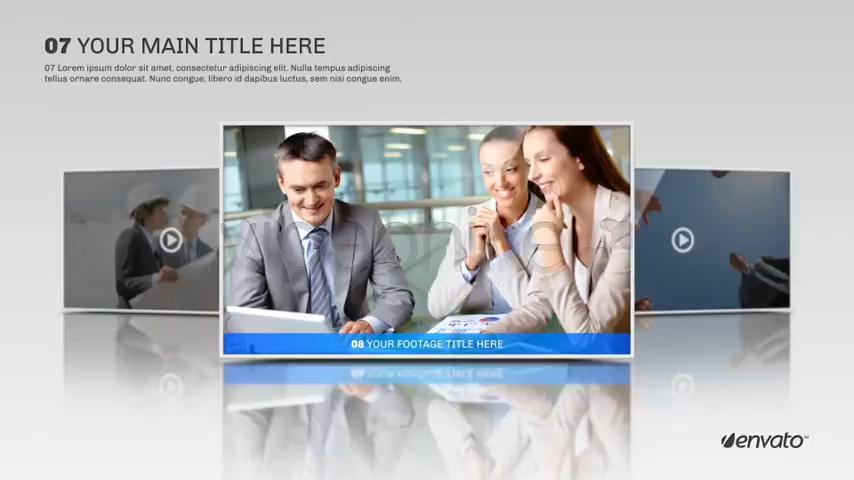 07 YOUR MAIN TITLE HERE
07 Lorem ipsum dolor sit amet, consectetur adipiscing elit. Nulla tempus adipiscing
tellus ornare consequat. Nunc congue, libero id dapibus luctus, sem nisi congue enim.
08 YOUR FOOTAGE TITLE HERE
envato™